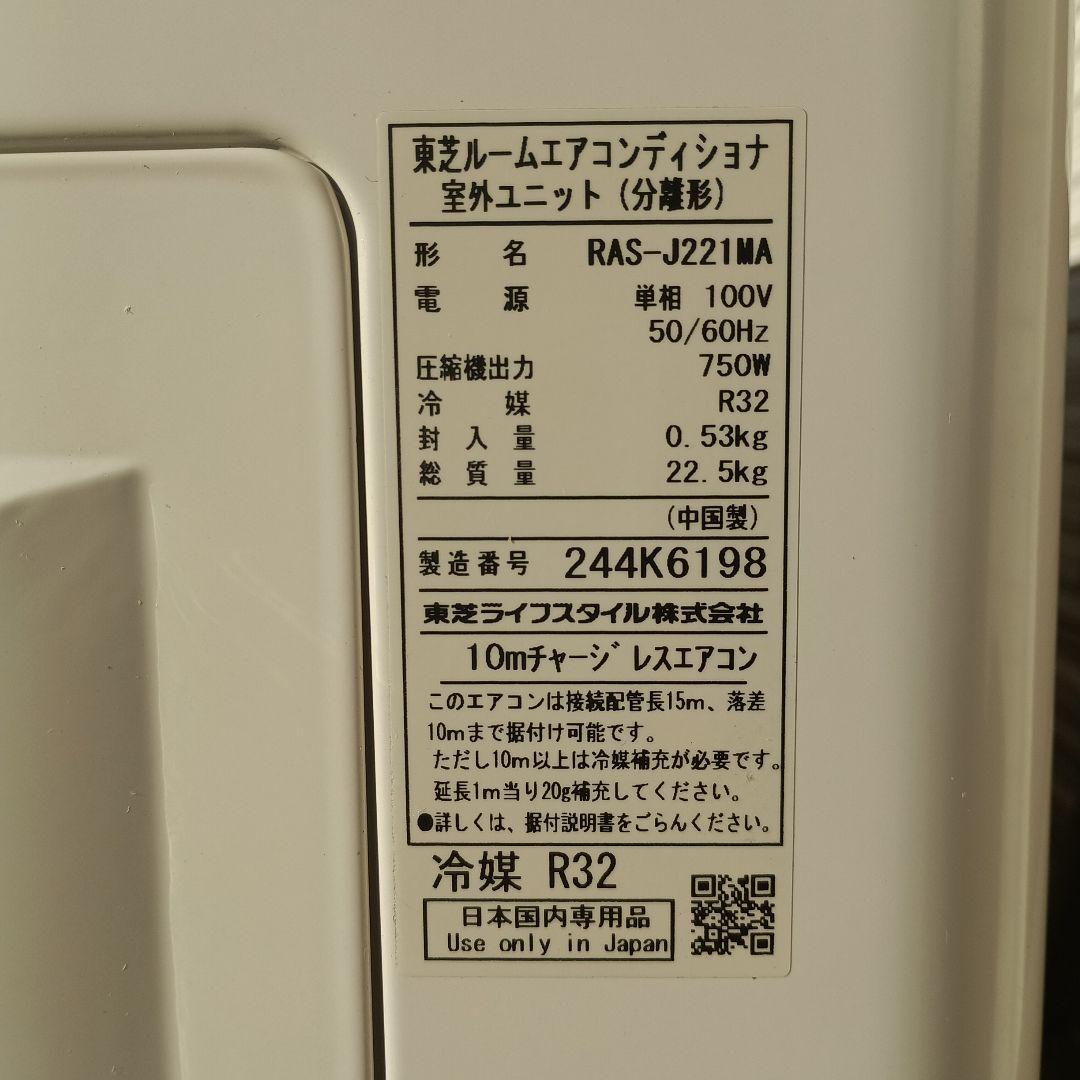 東芝ルームエアコンディショナ
室外ユニット（分離形）
形名 RAS-J221MA
電源 単相 100V
50/60Hz
圧縮機出力 750W
冷媒 R32
封入量 0.53kg
総質量 22.5kg
（中国製）
製造番号 244K6198
東芝ライフスタイル株式会社
10mチャージレスエアコン
このエアコンは接続配管長15m、落差
10mまで据付け可能です。
ただし10m以上は冷媒補充が必要です。
延長1m当り20g補充してください。
●詳しくは、据付説明書をごらんください。
冷媒 R32
日本国内専用品
Use only in Japan